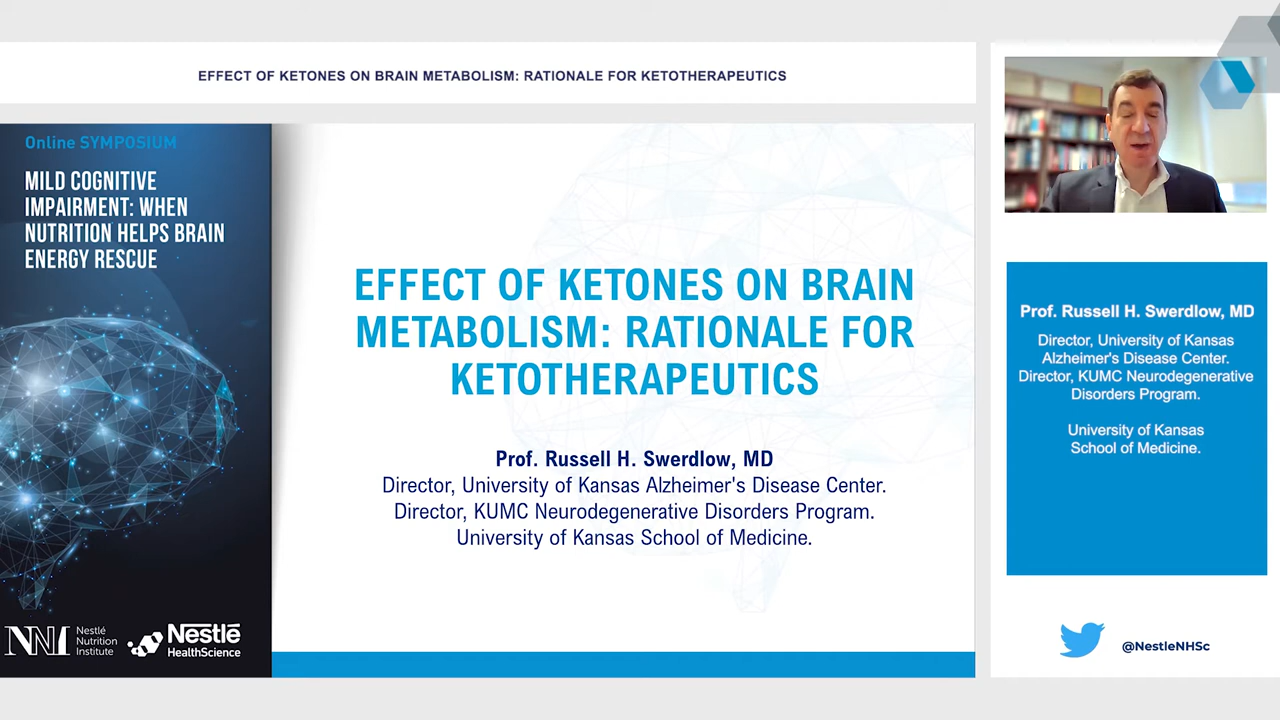 EFFECT OF KETONES ON BRAIN METABOLISM: RATIONALE FOR KETOTHERAPEUTICS
Online SYMPOSIUM
MILD COGNITIVE
IMPAIRMENT: WHEN
NUTRITION HELPS BRAIN
ENERGY RESCUE
NNI Nestlé
Nutrition
Institute
Nestlé
HealthScience
EFFECT OF KETONES ON BRAIN
METABOLISM: RATIONALE FOR
KETOTHERAPEUTICS
Prof. Russell H. Swerdlow, MD
Director, University of Kansas Alzheimer's Disease Center.
Director, KUMC Neurodegenerative Disorders Program.
University of Kansas School of Medicine.
Prof. Russell H. Swerdlow, MD
Director, University of Kansas
Alzheimer's Disease Center.
Director, KUMC Neurodegenerative
Disorders Program.
University of Kansas
School of Medicine.
@NestleNHSc